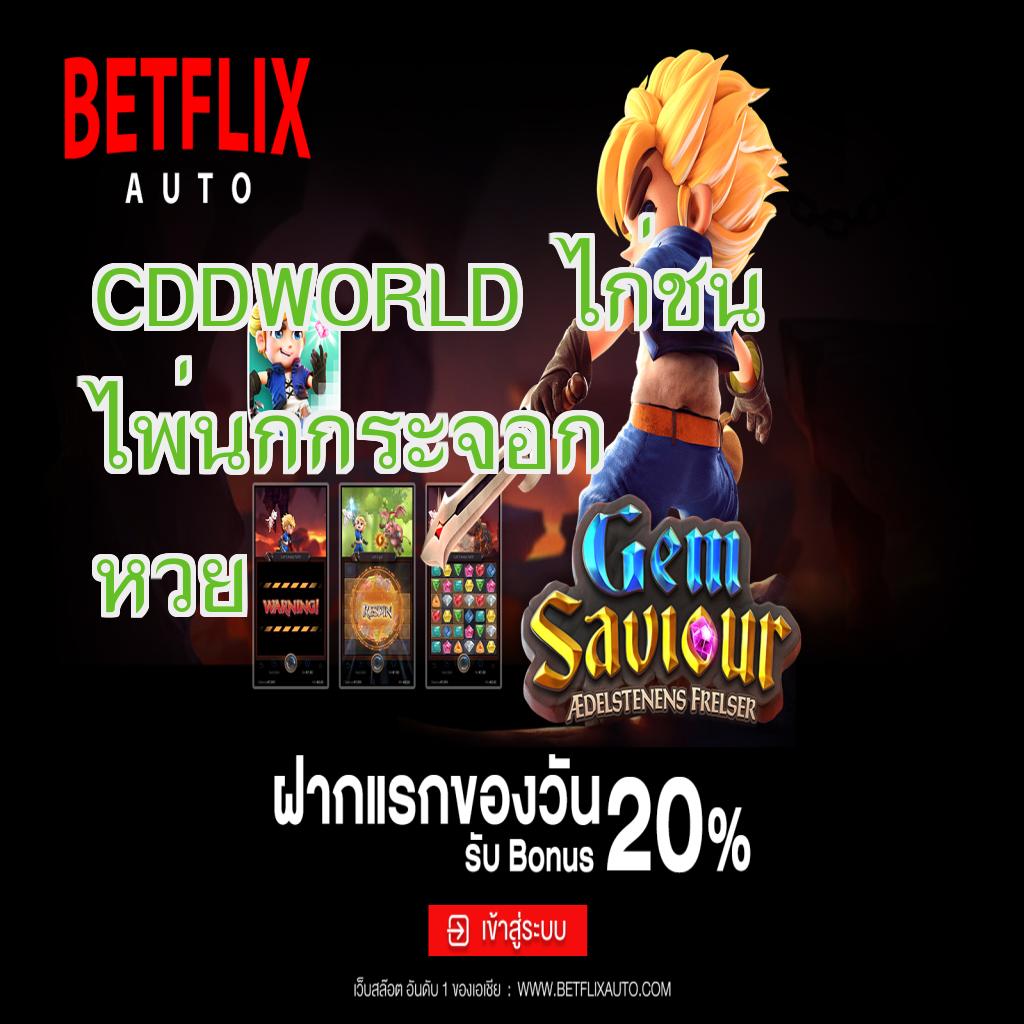 BETFLIX
AUTO
CDDWORLD ไก่ชน
ไพ่นกกระจอก
หวย
WARNING!
Gem
Saviour
ÆDELSTENENS FRELSER
ฝากแรกของวัน
รับ Bonus 20%
เข้าสู่ระบบ
เว็บสล๊อต อันดับ 1 ของเอเชีย : WWW.BETFLIXAUTO.COM